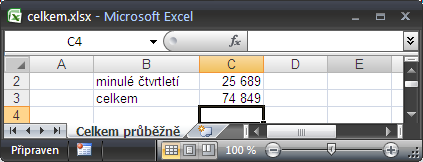 celkem.xlsx - Microsoft Excel
C4 fx
A B C D E
2 minulé čtvrtletí 25 689
3 celkem 74 849
4
Celkem průběžně
Připraven 100 %